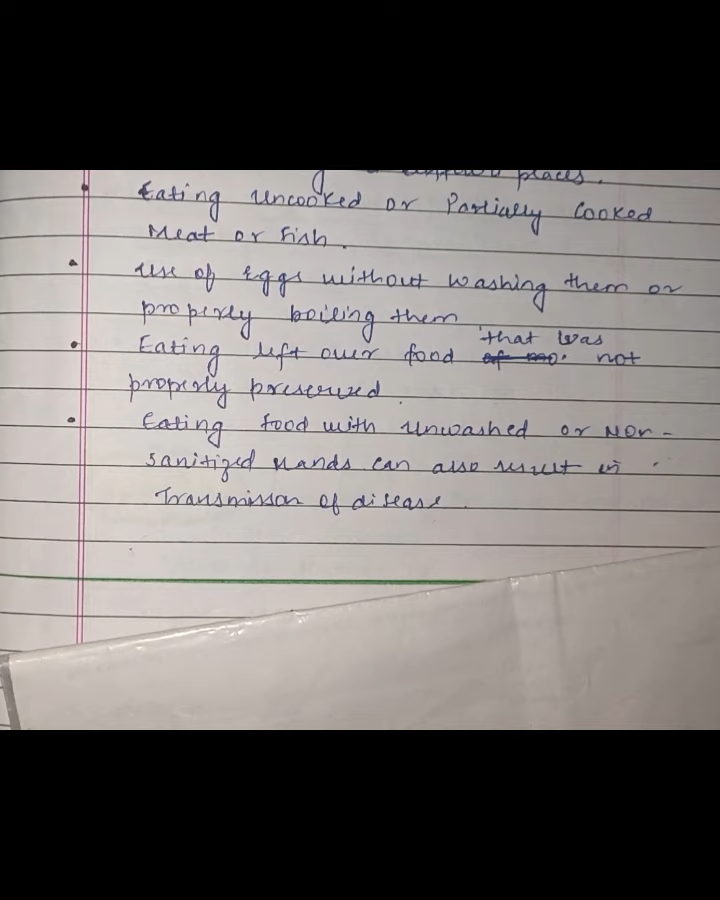 places.
Eating uncooked or Partially Cooked
Meat or Fish.
use of Eggs without washing them or
properly boiling them
that was
Eating left over food not
properly preserved.
Eating food with unwashed or Non-
sanitized Hands can also result in
Transmisson of disease.